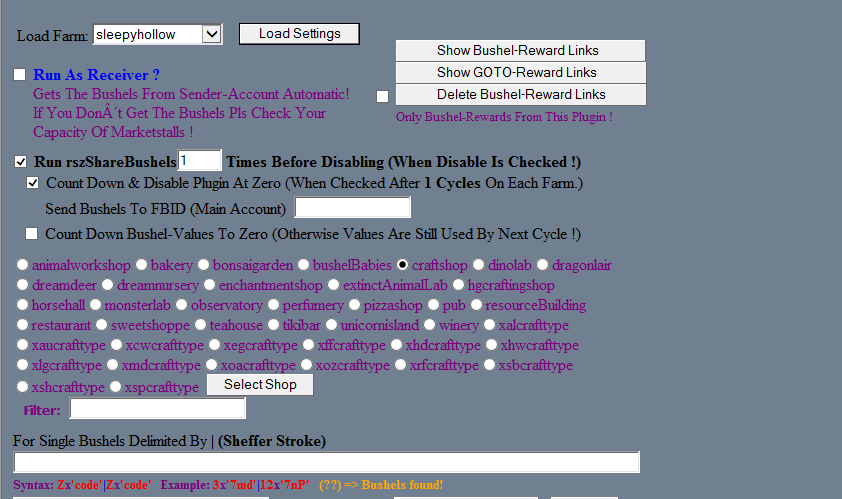 Load Farm: sleepyhollow Load Settings
Show Bushel-Reward Links
Show GOTO-Reward Links
Delete Bushel-Reward Links
Only Bushel-Rewards From This Plugin !
Run As Receiver ?
Gets The Bushels From Sender-Account Automatic!
If You DonÂ´t Get The Bushels Pls Check Your
Capacity Of Marketstalls !
Run rszShareBushels 1 Times Before Disabling (When Disable Is Checked !)
Count Down & Disable Plugin At Zero (When Checked After 1 Cycles On Each Farm.)
Send Bushels To FBID (Main Account)
Count Down Bushel-Values To Zero (Otherwise Values Are Still Used By Next Cycle !)
animalworkshop bakery bonsaigarden bushelBabies craftshop dinolab dragonlair
dreamdeer dreamnursery enchantmentshop extinctAnimalLab hgcraftingshop
horsehall monsterlab observatory perfumery pizzashop pub resourceBuilding
restaurant sweetshoppe teahouse tikibar unicornisland winery xalcrafttype
xaucrafttype xcwcrafttype xegcrafttype xffcrafttype xhdcrafttype xhwcrafttype
xlgcrafttype xmdcrafttype xoacrafttype xozcrafttype xrfcrafttype xsbcrafttype
xshcrafttype xspcrafttype Select Shop
Filter:
For Single Bushels Delimited By | (Sheffer Stroke)
Syntax: Zx'code'|Zx'code' Example: 3x'7md'|12x'7nP' (??) => Bushels found!